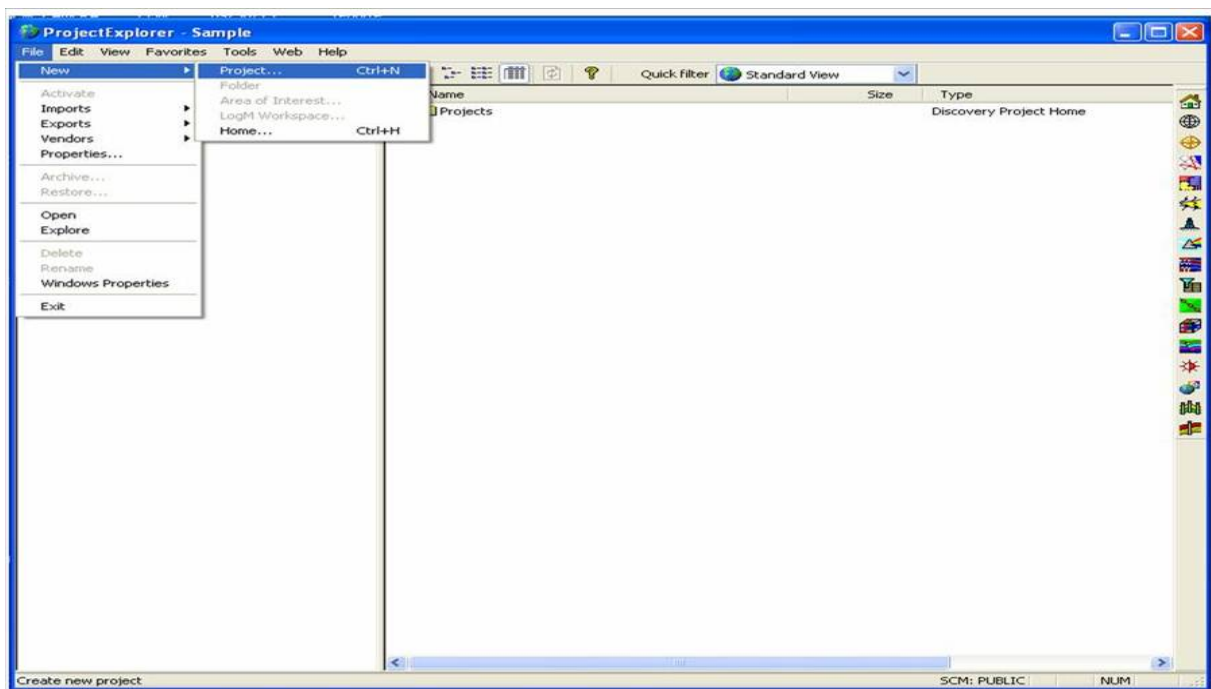 ProjectExplorer - Sample
File Edit View Favorites Tools Web Help
New
Activate
Imports
Exports
Vendors
Properties...
Archive...
Restore...
Open
Explore
Delete
Rename
Windows Properties
Exit
Project... Ctrl+N
Folder
Area of Interest...
LogM Workspace...
Home... Ctrl+H
Quick filter Standard View
Name Size Type
Projects Discovery Project Home
Create new project SCM: PUBLIC NUM